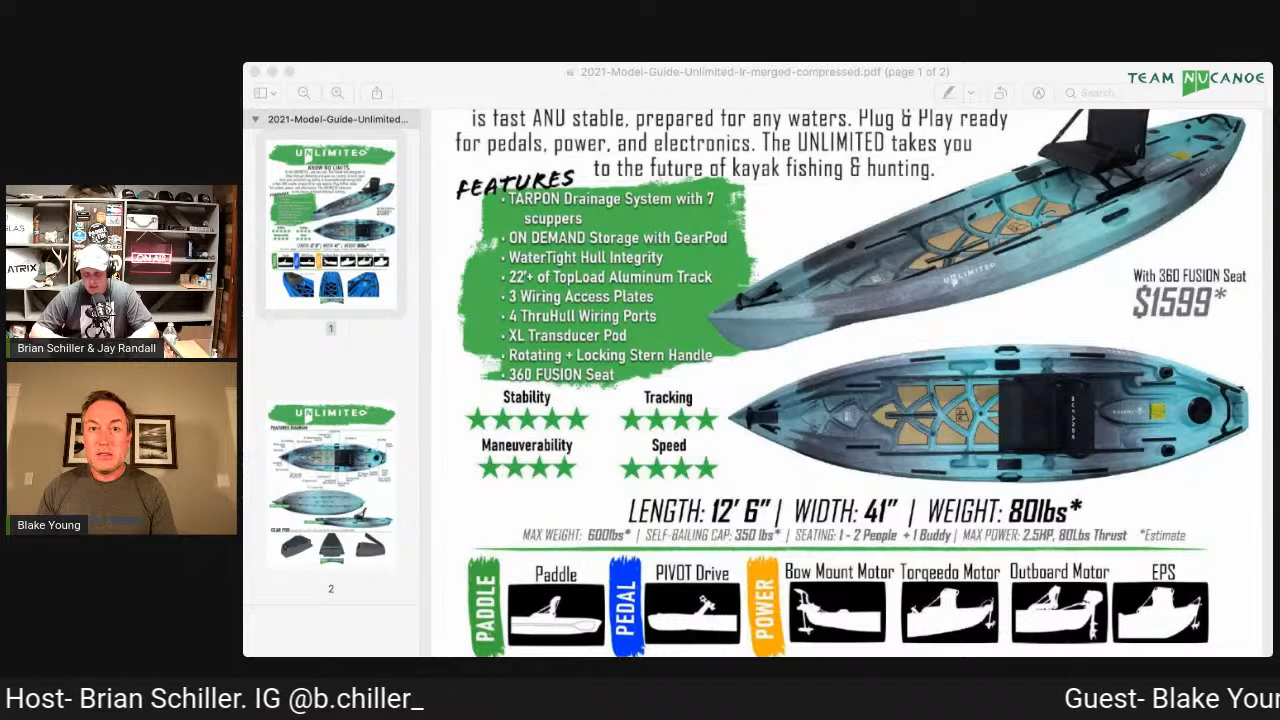 2021-Model-Guide-Unlimited-lr-merged-compressed.pdf (page 1 of 2)
TEAM NUCANOE
Search
2021-Model-Guide-Unlimited...
UNLIMITED
1
UNLIMITED
2
is fast AND stable, prepared for any waters. Plug & Play ready
for pedals, power, and electronics. The UNLIMITED takes you
to the future of kayak fishing & hunting.
FEATURES
• TARPON Drainage System with 7
scuppers
• ON DEMAND Storage with GearPod
• WaterTight Hull Integrity
• 22'+ of TopLoad Aluminum Track
• 3 Wiring Access Plates
• 4 ThruHull Wiring Ports
• XL Transducer Pod
• Rotating + Locking Stern Handle
• 360 FUSION Seat
UNLIMITED
With 360 FUSION Seat
$1599*
NUCANOE
Stability
Tracking
Maneuverability
Speed
LENGTH: 12' 6" | WIDTH: 41" | WEIGHT: 80lbs*
MAX WEIGHT: 600lbs* | SELF-BAILING CAP: 350 lbs* | SEATING: 1 - 2 People + 1 Buddy | MAX POWER: 2.5HP, 80Lbs Thrust *Estimate
PADDLE
Paddle
PEDAL
PIVOT Drive
POWER
Bow Mount Motor
Torqeedo Motor
Outboard Motor
EPS
ON AIR
Brian Schiller & Jay Randall
Blake Young
Host- Brian Schiller. IG @b.chiller_
Guest- Blake Your